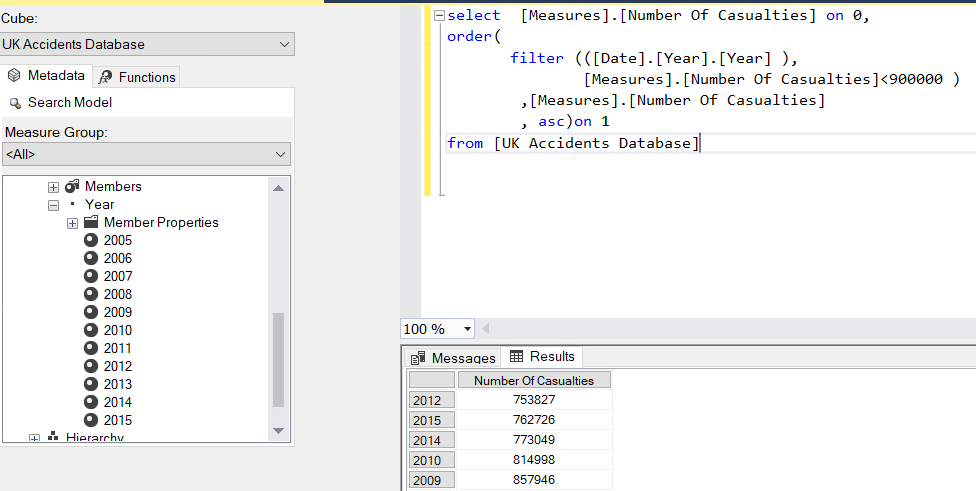 Cube:
UK Accidents Database
Metadata
Functions
Search Model
Measure Group:
<All>
Members
Year
Member Properties
2005
2006
2007
2008
2009
2010
2011
2012
2013
2014
2015
Hierarchy
select [Measures].[Number Of Casualties] on 0,
order(
filter (([Date].[Year].[Year] ),
[Measures].[Number Of Casualties]<900000 )
,[Measures].[Number Of Casualties]
, asc)on 1
from [UK Accidents Database]
100 %
Messages
Results
Number Of Casualties
2012 753827
2015 762726
2014 773049
2010 814998
2009 857946